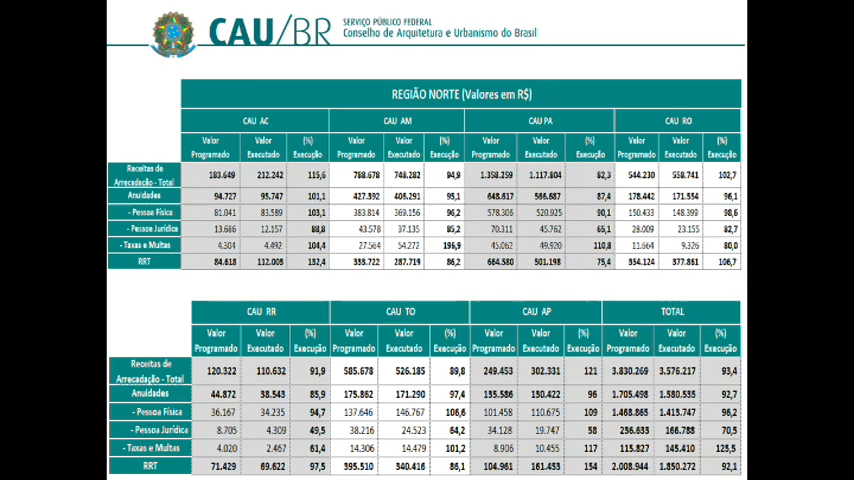 CAU/BR
SERVIÇO PÚBLICO FEDERAL
Conselho de Arquitetura e Urbanismo do Brasil
REGIÃO NORTE (Valores em R$)
CAU AC CAU AM CAU PA CAU RO
Valor Valor (%) Valor Valor (%) Valor Valor (%) Valor Valor (%)
Programado Executado Execução Programado Executado Execução Programado Executado Execução Programado Executado Execução
Receitas de
Arrecadação - Total 183.649 212.242 115,6 788.678 748.282 94,9 1.358.259 1.117.804 82,3 544.230 558.741 102,7
Anuidades 94.727 95.747 101,1 427.392 406.291 95,1 648.617 566.687 87,4 178.442 171.554 96,1
- Pessoa Física 81.041 83.589 103,1 383.814 369.156 96,2 578.306 520.925 90,1 150.433 148.399 98,6
- Pessoa Jurídica 13.686 12.157 88,8 43.578 37.135 85,2 70.311 45.762 65,1 28.009 23.155 82,7
- Taxas e Multas 4.304 4.492 104,4 27.564 54.272 196,9 45.062 49.920 110,8 11.664 9.326 80,0
RRT 84.618 112.003 132,4 333.722 287.719 86,2 664.580 501.198 75,4 354.124 377.861 106,7
CAU RR CAU TO CAU AP TOTAL
Valor Valor (%) Valor Valor (%) Valor Valor (%) Valor Valor (%)
Programado Executado Execução Programado Executado Execução Programado Executado Execução Programado Executado Execução
Receitas de
Arrecadação - Total 120.322 110.632 91,9 585.678 526.185 89,8 249.453 302.331 121 3.830.269 3.576.217 93,4
Anuidades 44.872 38.543 85,9 175.862 171.290 97,4 135.586 130.422 96 1.705.498 1.580.535 92,7
- Pessoa Física 36.167 34.235 94,7 137.646 146.767 106,6 101.458 110.675 109 1.468.865 1.413.747 96,2
- Pessoa Jurídica 8.705 4.309 49,5 38.216 24.523 64,2 34.128 19.747 58 236.633 166.788 70,5
- Taxas e Multas 4.020 2.467 61,4 14.306 14.479 101,2 8.906 10.455 117 115.827 145.410 125,5
RRT 71.429 69.622 97,5 395.510 340.416 86,1 104.961 161.453 154 2.008.944 1.850.272 92,1